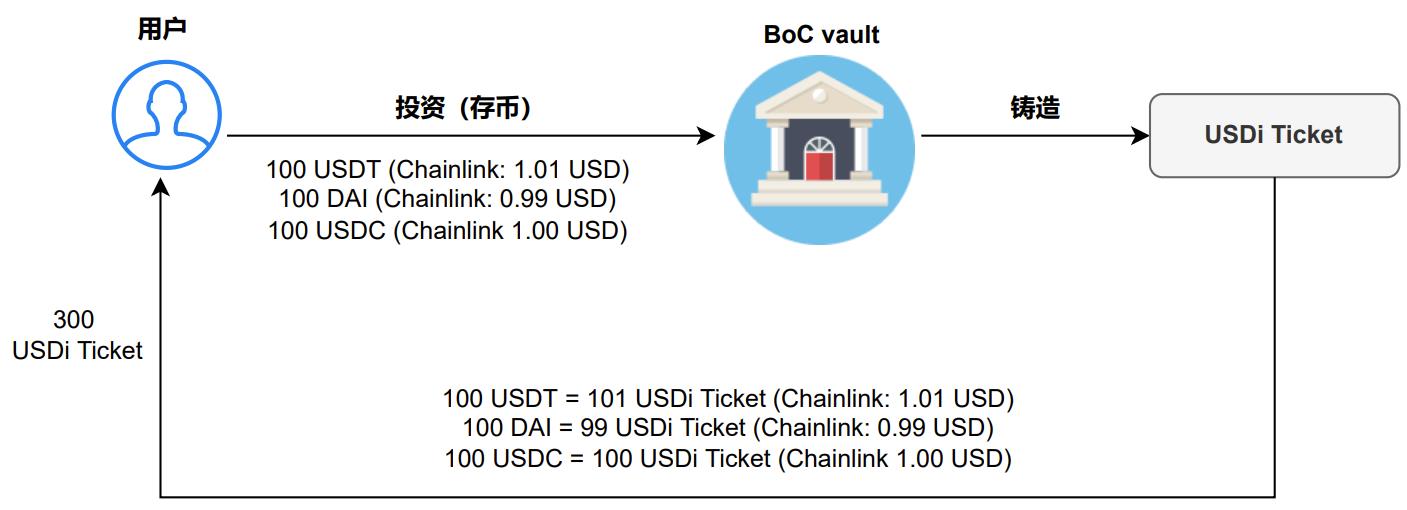 用户
BoC vault
投资（存币）
铸造
USDi Ticket
100 USDT (Chainlink: 1.01 USD)
100 DAI (Chainlink: 0.99 USD)
100 USDC (Chainlink 1.00 USD)
300
USDi Ticket
100 USDT = 101 USDi Ticket (Chainlink: 1.01 USD)
100 DAI = 99 USDi Ticket (Chainlink: 0.99 USD)
100 USDC = 100 USDi Ticket (Chainlink 1.00 USD)